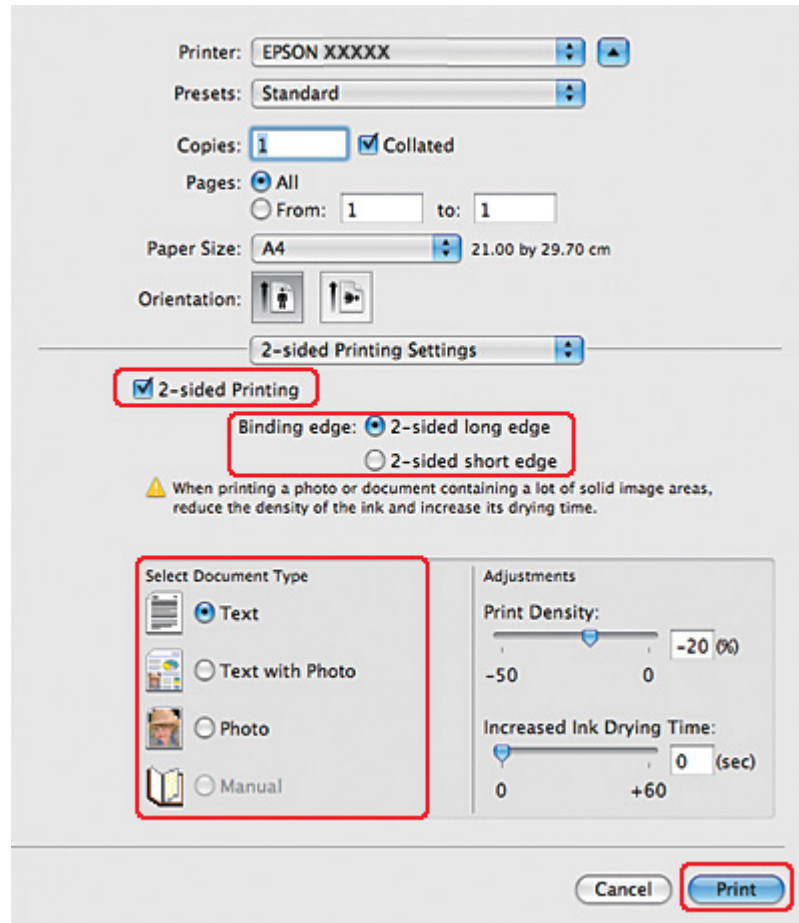 Printer: EPSON XXXXX
Presets: Standard
Copies: 1 Collated
Pages: All
From: 1 to: 1
Paper Size: A4 21.00 by 29.70 cm
Orientation:
2-sided Printing Settings
2-sided Printing
Binding edge: 2-sided long edge
2-sided short edge
When printing a photo or document containing a lot of solid image areas,
reduce the density of the ink and increase its drying time.
Select Document Type
Text
Text with Photo
Photo
Manual
Adjustments
Print Density:
-20 (%)
-50 0
Increased Ink Drying Time:
0 (sec)
0 +60
Cancel Print